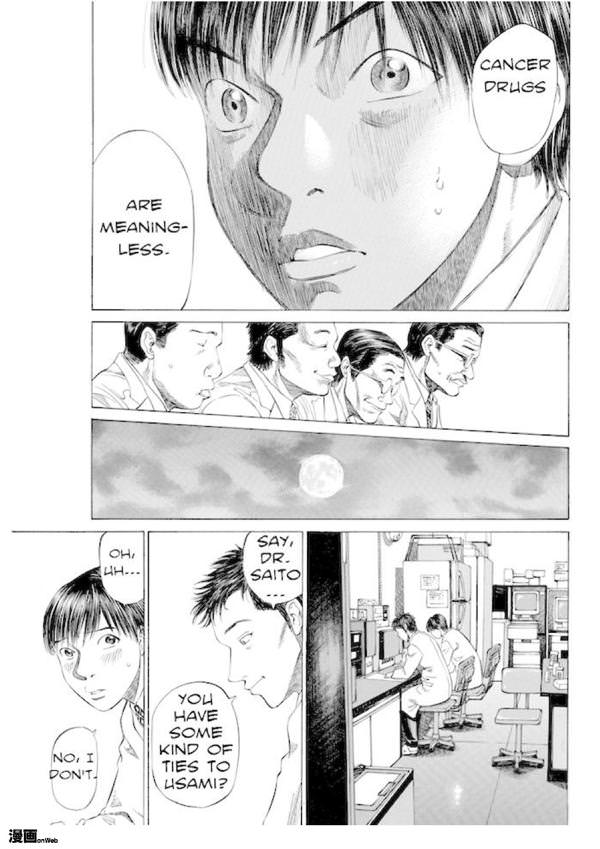 CANCER
DRUGS
ARE
MEANING-
LESS.
SAY,
DR.
SAITO
...
YOU
HAVE
SOME
KIND OF
TIES TO
USAMI?
OH,
UH...
NO, I
DON'T.
漫画onWeb